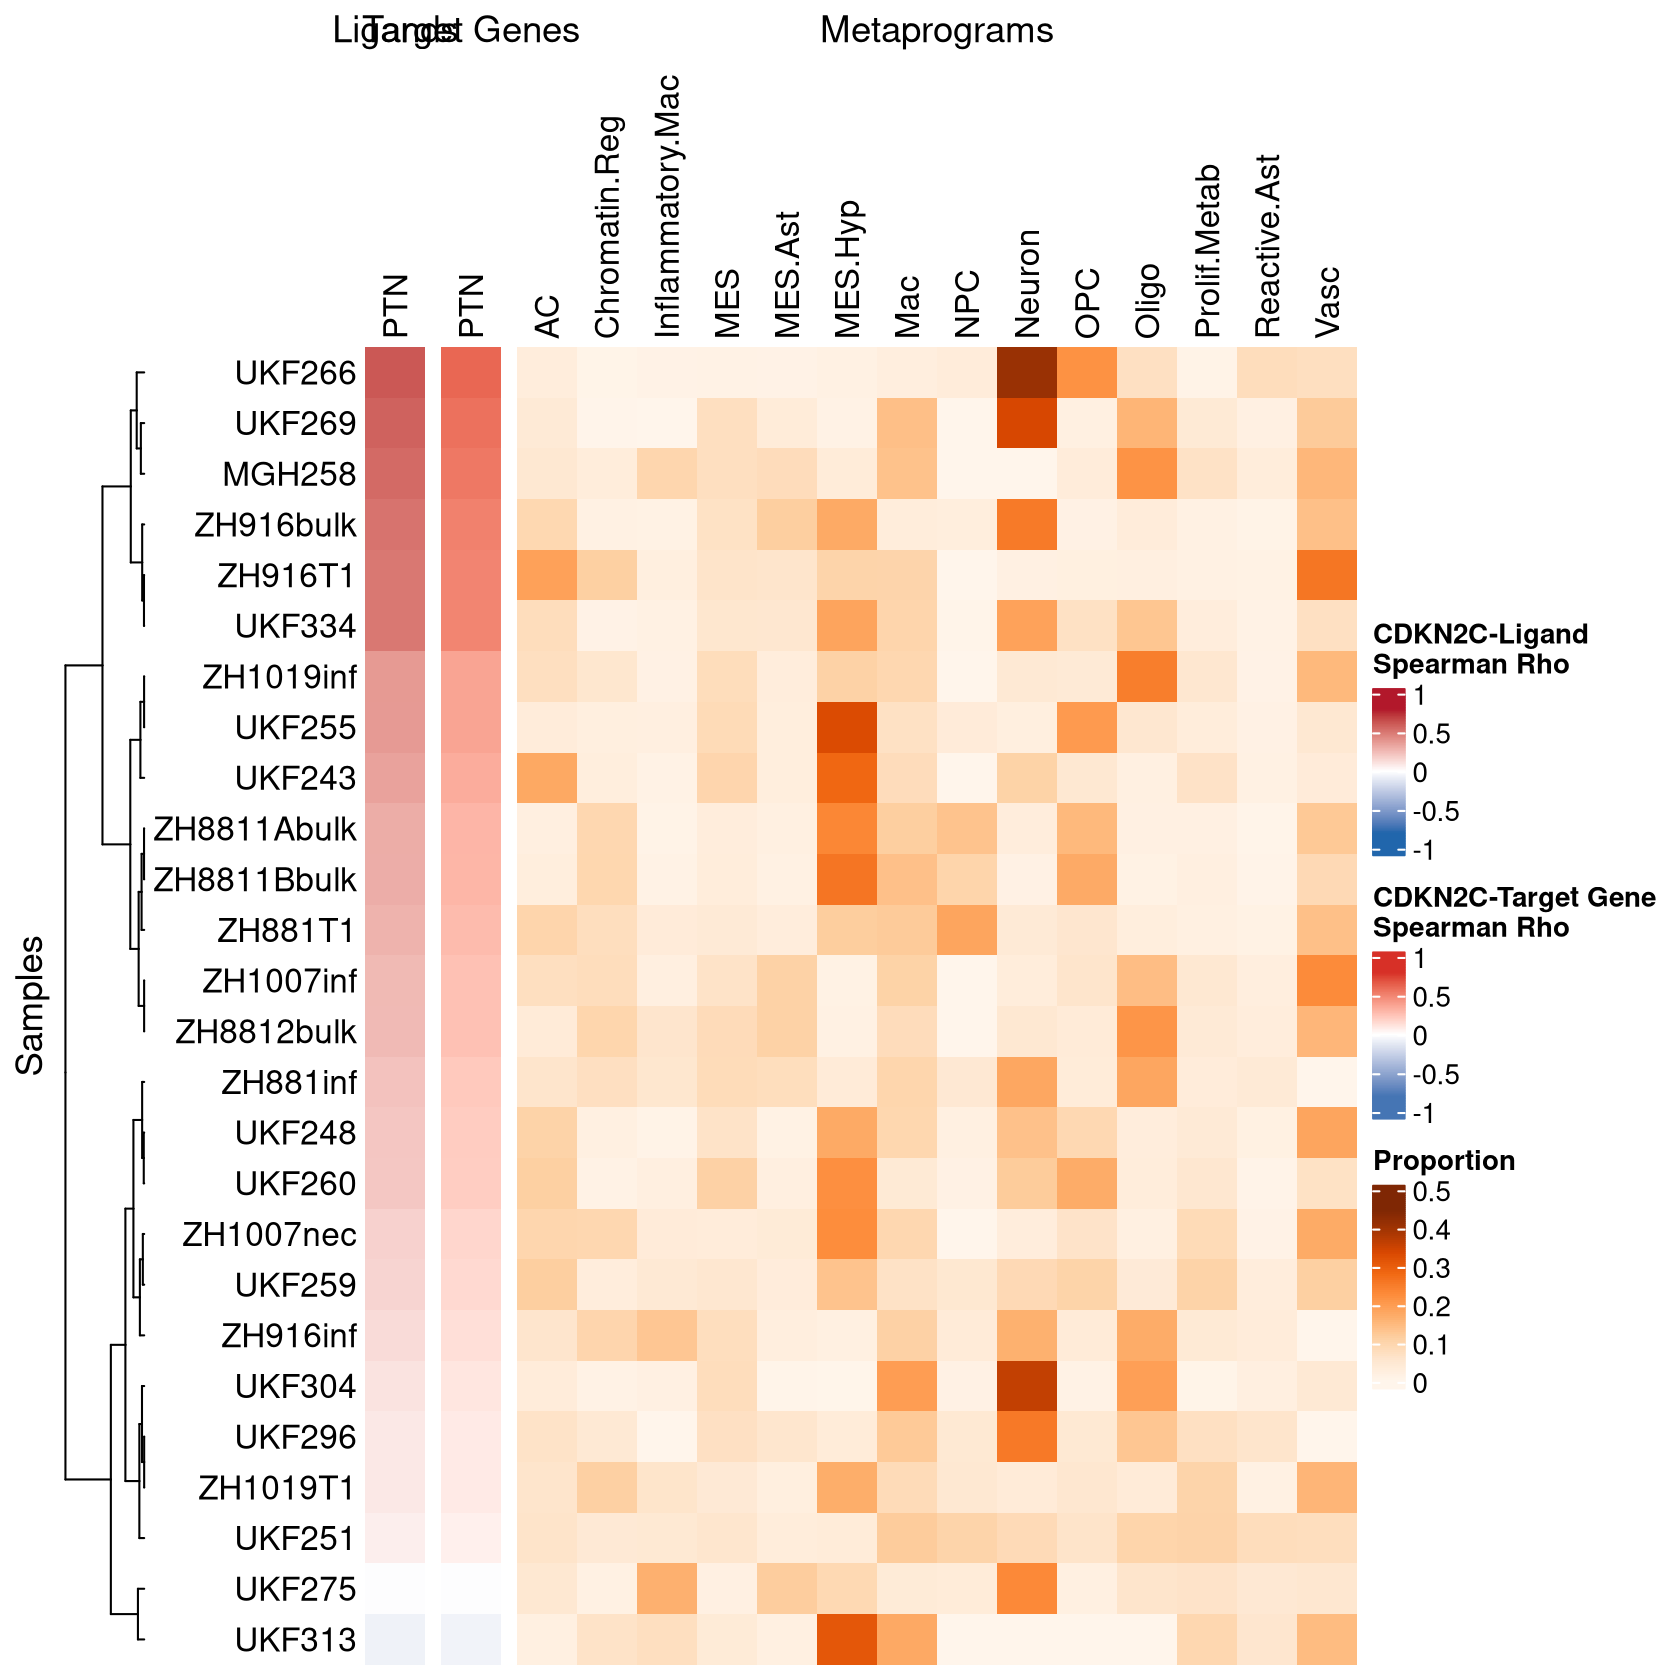 Ligands
Target Genes
Metaprograms
PTN
PTN
AC
Chromatin.Reg
Inflammatory.Mac
MES
MES.Ast
MES.Hyp
Mac
NPC
Neuron
OPC
Oligo
Prolif.Metab
Reactive.Ast
Vasc
Samples
UKF266
UKF269
MGH258
ZH916bulk
ZH916T1
UKF334
ZH1019inf
UKF255
UKF243
ZH8811Abulk
ZH8811Bbulk
ZH881T1
ZH1007inf
ZH8812bulk
ZH881inf
UKF248
UKF260
ZH1007nec
UKF259
ZH916inf
UKF304
UKF296
ZH1019T1
UKF251
UKF275
UKF313
CDKN2C-Ligand
Spearman Rho
1
0.5
0
-0.5
-1
CDKN2C-Target Gene
Spearman Rho
1
0.5
0
-0.5
-1
Proportion
0.5
0.4
0.3
0.2
0.1
0